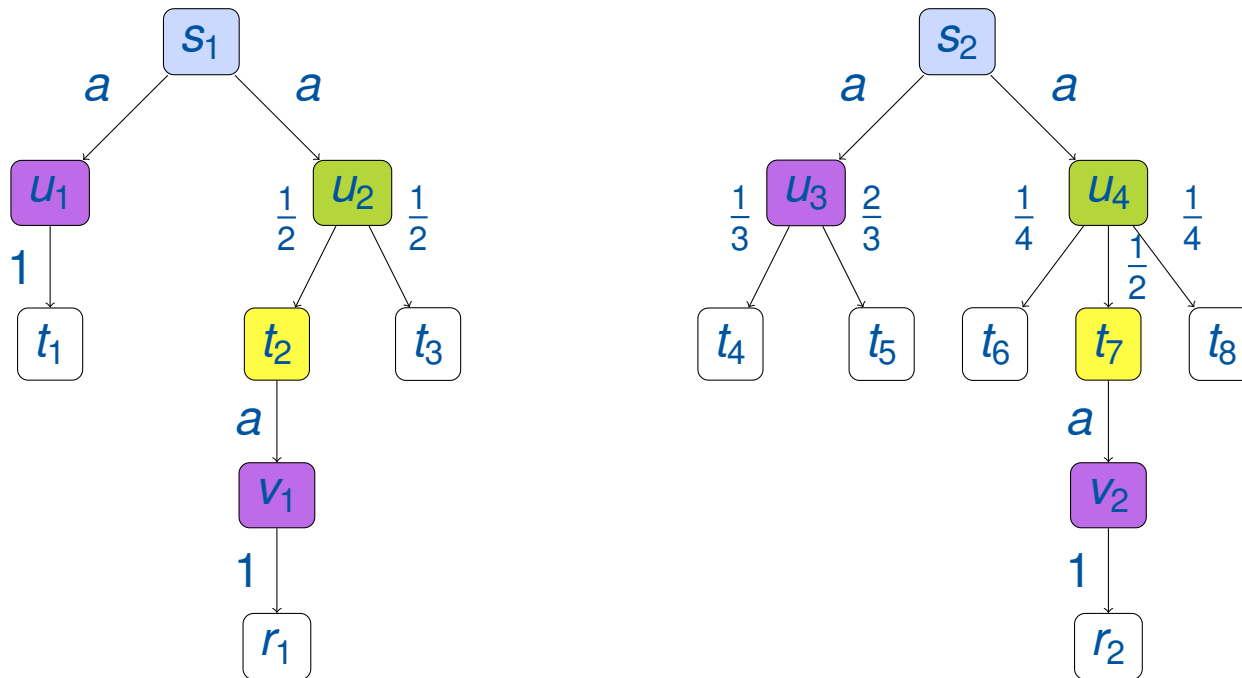 s1 s2
a a a a
u1 u2 u3 u4
1 1/2 1/2 1/3 2/3 1/4 1/2 1/4
t1 t2 t3 t4 t5 t6 t7 t8
a a
v1 v2
1 1
r1 r2